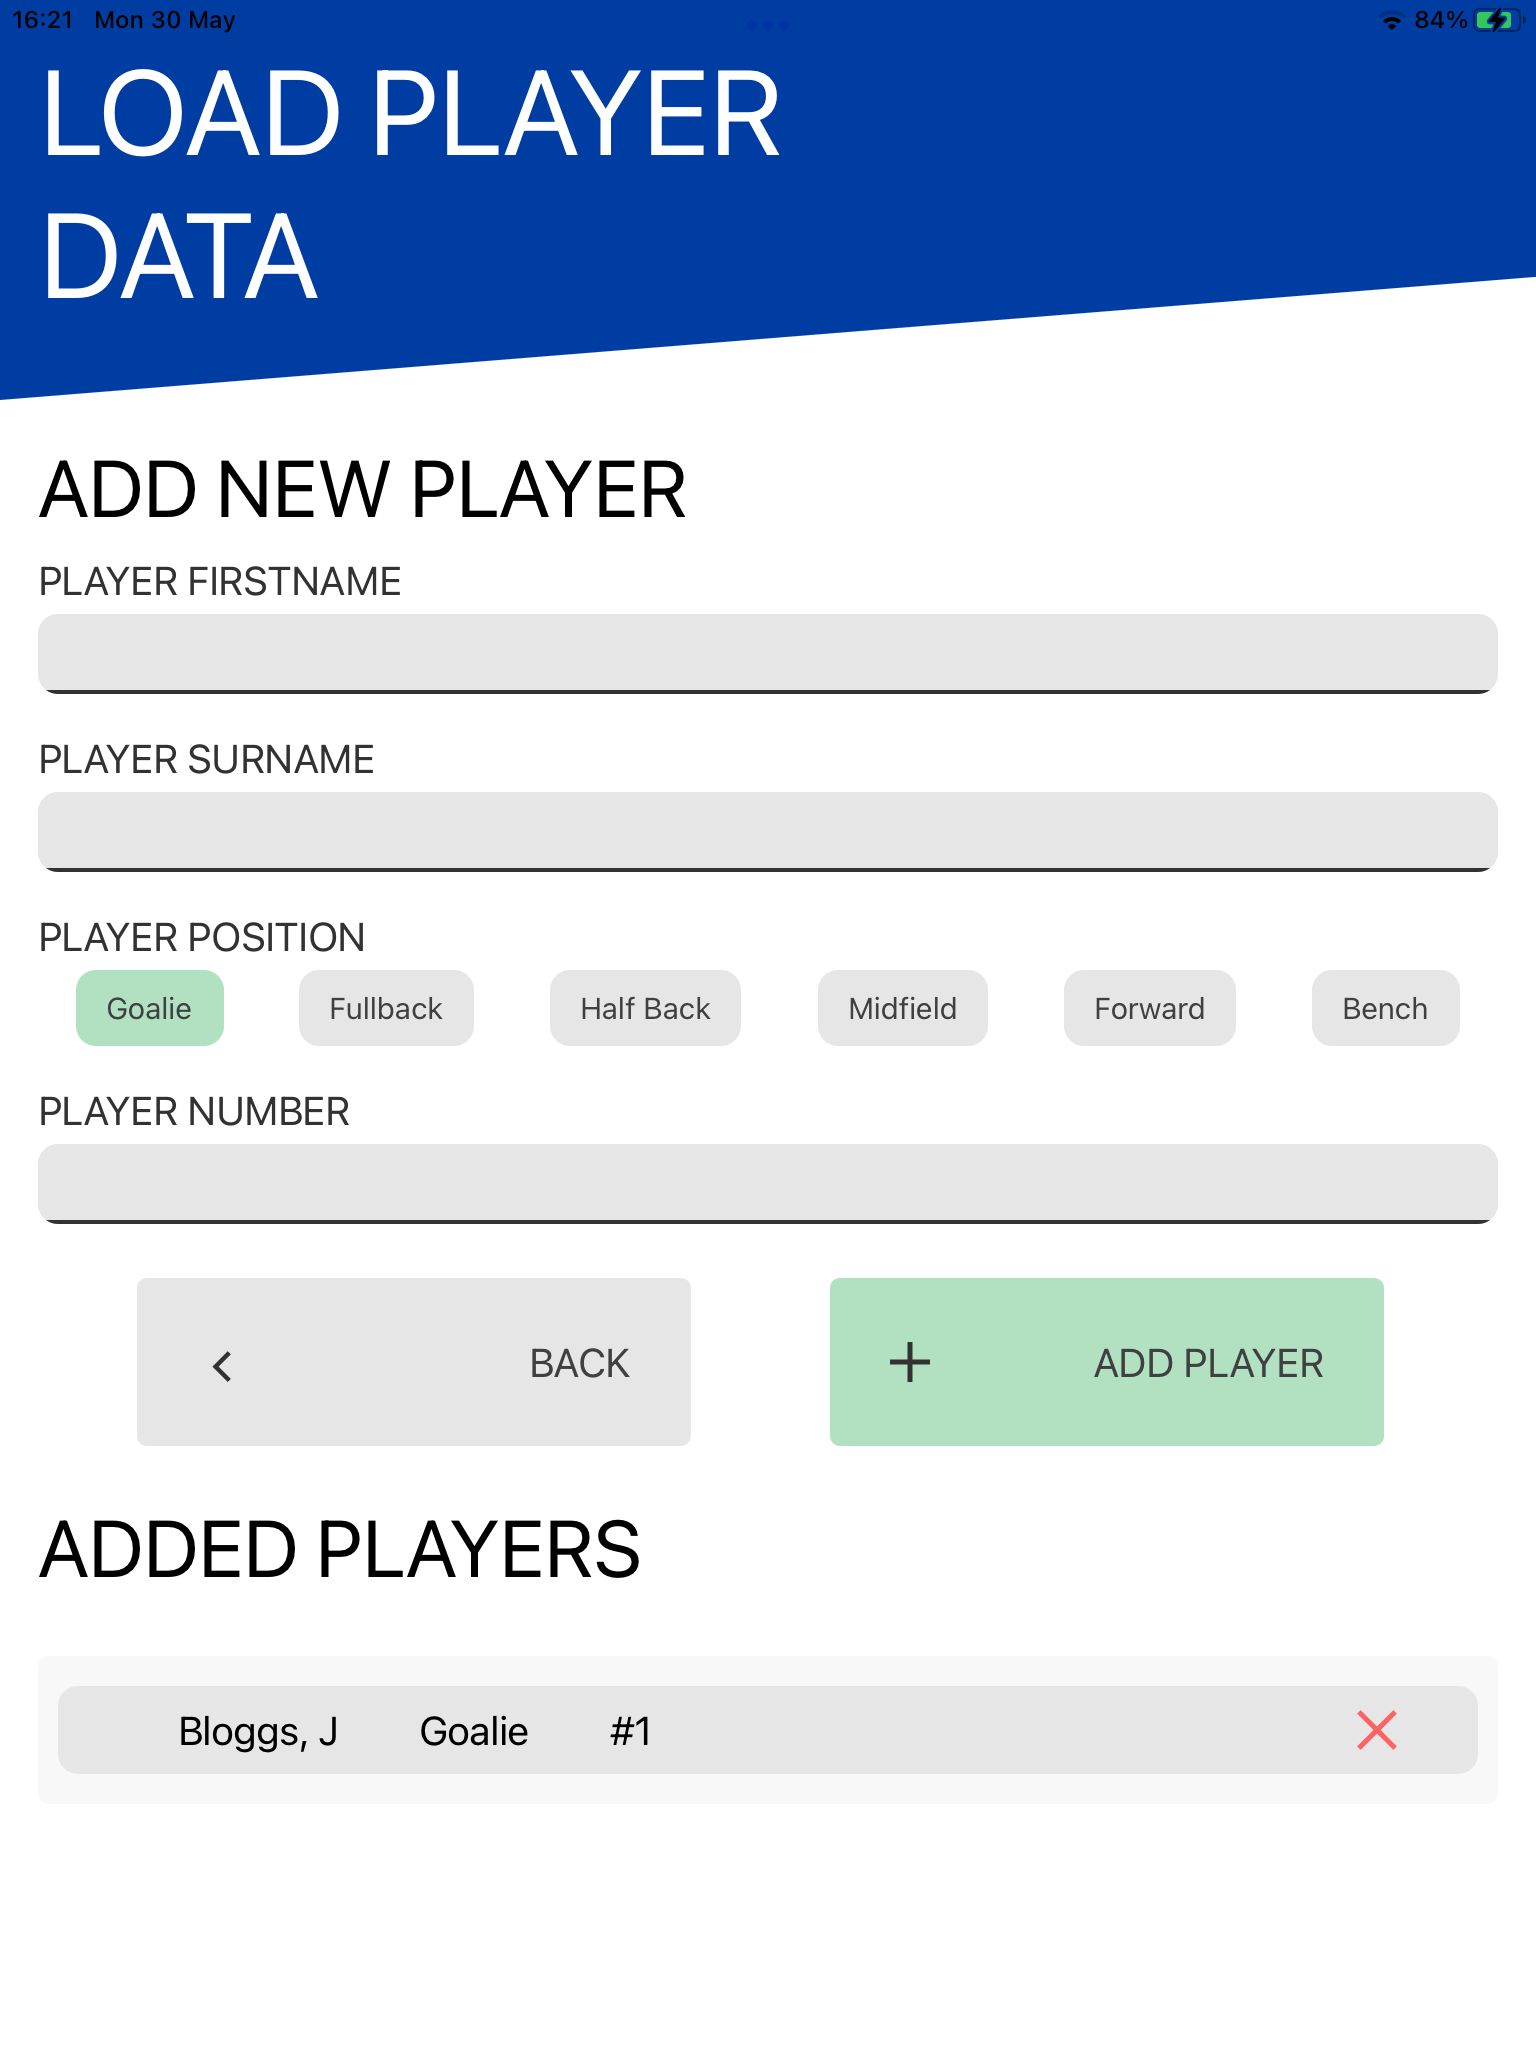 16:21 Mon 30 May 84%
LOAD PLAYER
DATA
ADD NEW PLAYER
PLAYER FIRSTNAME
PLAYER SURNAME
PLAYER POSITION
Goalie Fullback Half Back Midfield Forward Bench
PLAYER NUMBER
BACK ADD PLAYER
ADDED PLAYERS
Bloggs, J Goalie #1